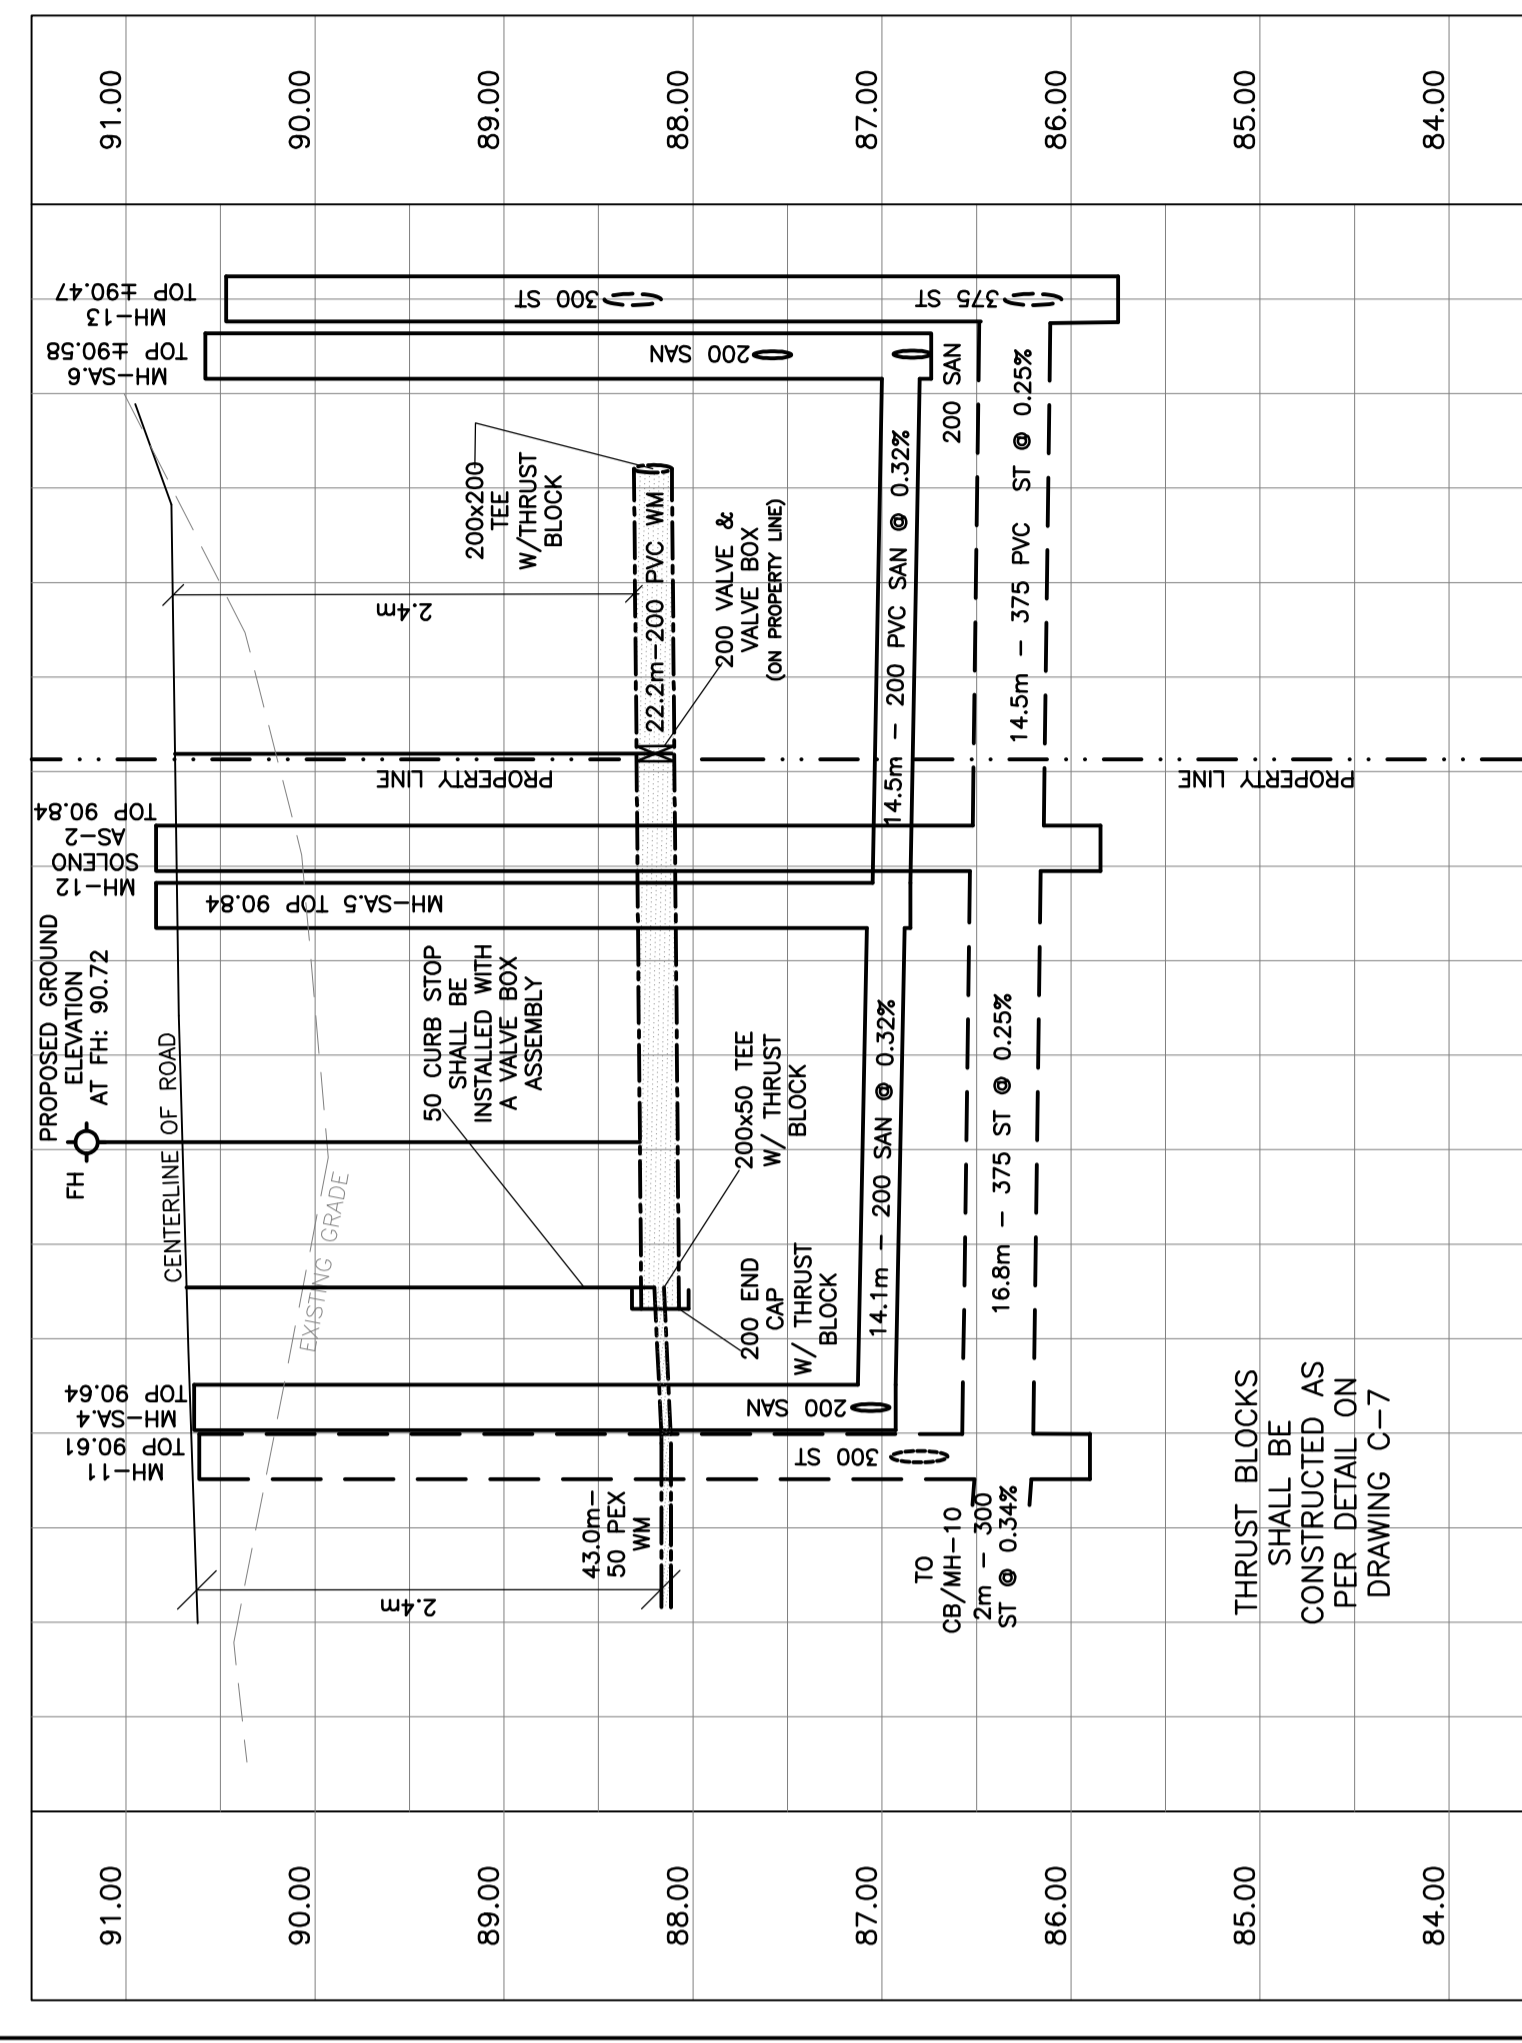 91.00
90.00
89.00
88.00
87.00
86.00
85.00
84.00
PROPOSED GROUND
ELEVATION
AT FH: 90.72
FH
CENTERLINE OF ROAD
EXISTING GRADE
MH-11
TOP 90.61
MH-SA.4
TOP 90.64
MH-SA.5 TOP 90.84
MH-12
SOLENO
AS-2
TOP 90.84
MH-SA.6
TOP ±90.58
MH-13
TOP ±90.47
2.4m
43.0m-
50 PEX
WM
50 CURB STOP
SHALL BE
INSTALLED WITH
A VALVE BOX
ASSEMBLY
200x50 TEE
W/ THRUST
BLOCK
200 END
CAP
W/ THRUST
BLOCK
PROPERTY LINE
PROPERTY LINE
2.4m
200x200
TEE
W/THRUST
BLOCK
22.2m-200 PVC WM
200 VALVE &
VALVE BOX
(ON PROPERTY LINE)
300 ST
200 SAN
200 SAN
300 ST
375 ST
200 SAN
14.1m - 200 SAN @ 0.32%
14.5m - 200 PVC SAN @ 0.32%
16.8m - 375 ST @ 0.25%
14.5m - 375 PVC ST @ 0.25%
TO
CB/MH-10
2m - 300
ST @ 0.34%
THRUST BLOCKS
SHALL BE
CONSTRUCTED AS
PER DETAIL ON
DRAWING C-7
91.00
90.00
89.00
88.00
87.00
86.00
85.00
84.00